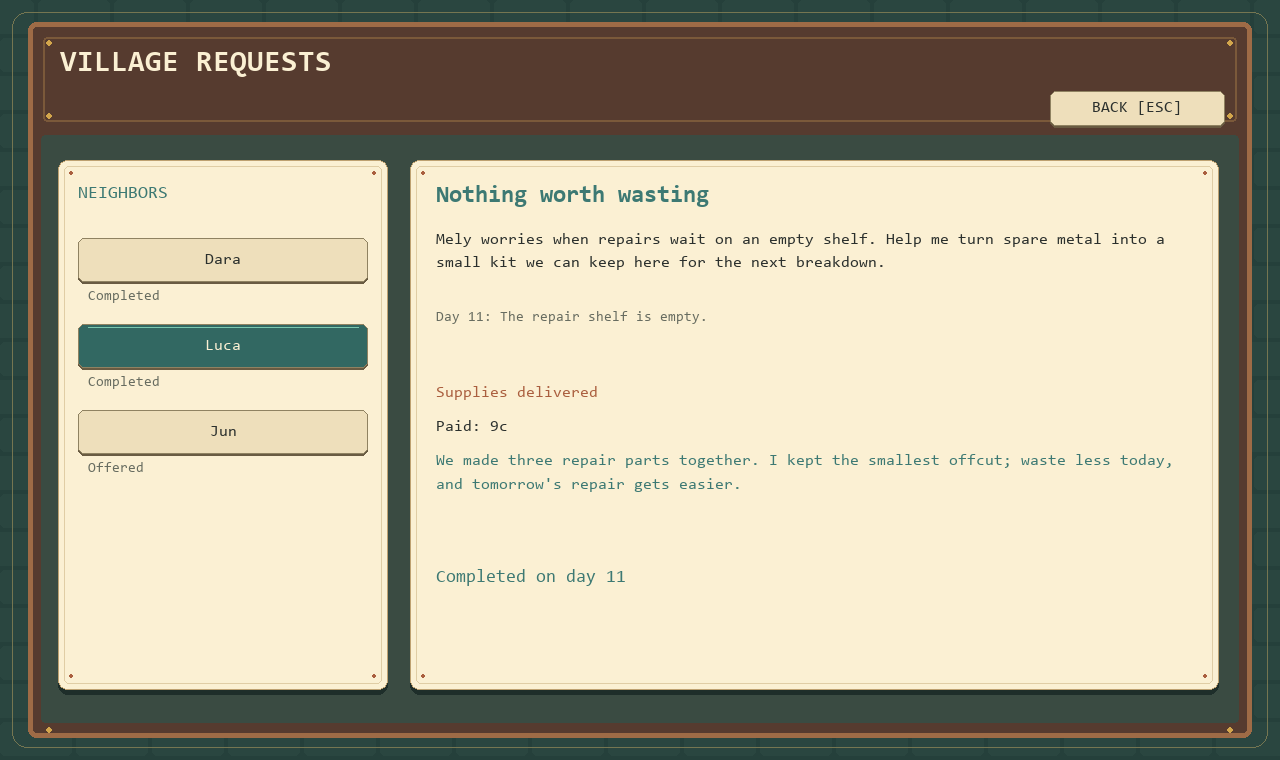 VILLAGE REQUESTS
BACK [ESC]
NEIGHBORS
Dara
Completed
Luca
Completed
Jun
Offered
Nothing worth wasting
Mely worries when repairs wait on an empty shelf. Help me turn spare metal into a
small kit we can keep here for the next breakdown.
Day 11: The repair shelf is empty.
Supplies delivered
Paid: 9c
We made three repair parts together. I kept the smallest offcut; waste less today,
and tomorrow's repair gets easier.
Completed on day 11